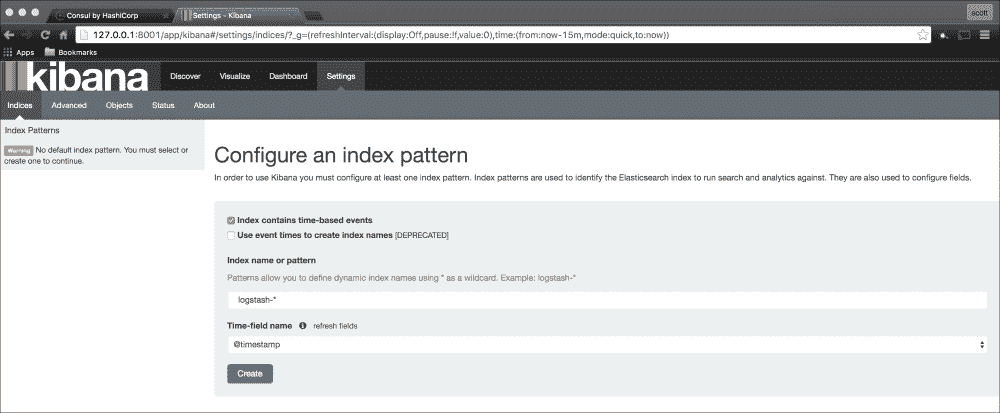 Consul by HashiCorp
Settings - Kibana
scott
127.0.0.1:8001/app/kibana#/settings/indices/?_g=(refreshInterval:(display:Off,pause:!f,value:0),time:(from:now-15m,mode:quick,to:now))
Apps Bookmarks
kibana
Discover Visualize Dashboard Settings
Indices Advanced Objects Status About
Index Patterns
Warning No default index pattern. You must select or
create one to continue.
Configure an index pattern
In order to use Kibana you must configure at least one index pattern. Index patterns are used to identify the Elasticsearch index to run search and analytics against. They are also used to configure fields.
Index contains time-based events
Use event times to create index names [DEPRECATED]
Index name or pattern
Patterns allow you to define dynamic index names using * as a wildcard. Example: logstash-*
logstash-*
Time-field name refresh fields
@timestamp
Create